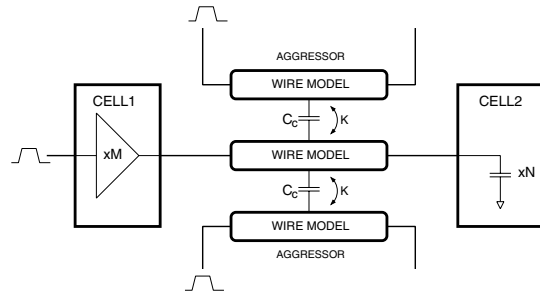 AGGRESSOR
WIRE MODEL
CELL1
CELL2
Cc
K
xM
WIRE MODEL
xN
Cc
K
WIRE MODEL
AGGRESSOR